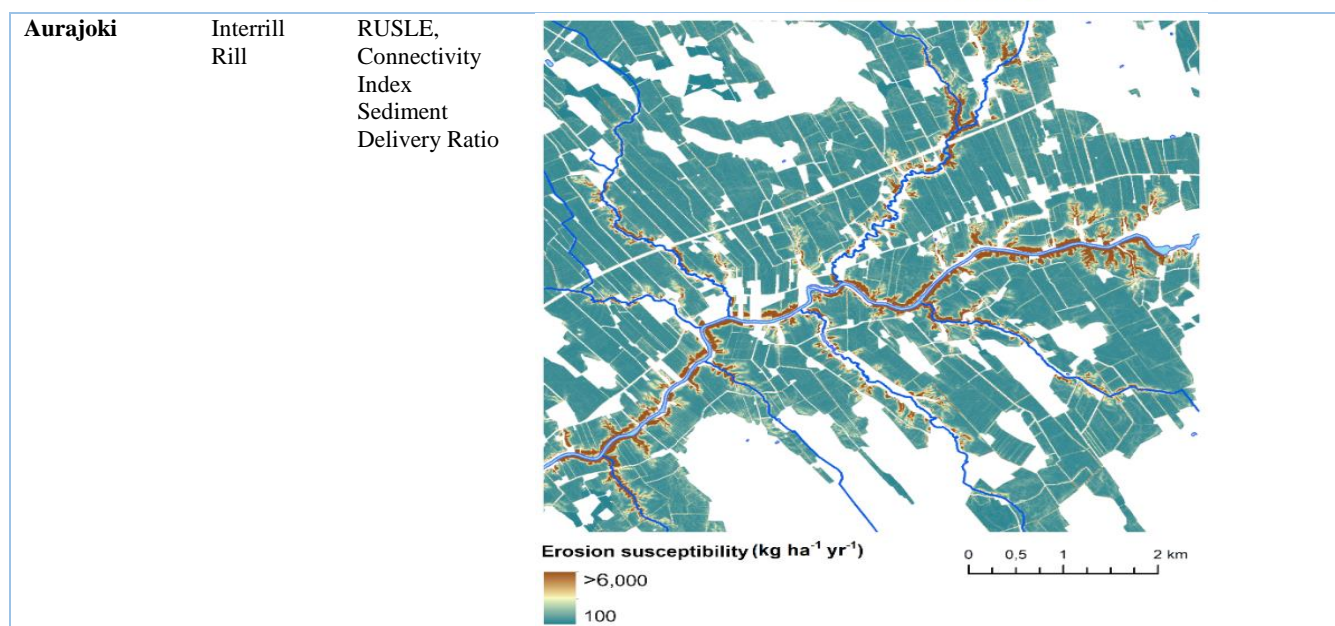 Aurajoki
Interrill
Rill
RUSLE,
Connectivity
Index
Sediment
Delivery Ratio
Erosion susceptibility (kg ha⁻¹ yr⁻¹)
>6,000
100
0 0,5 1 2 km